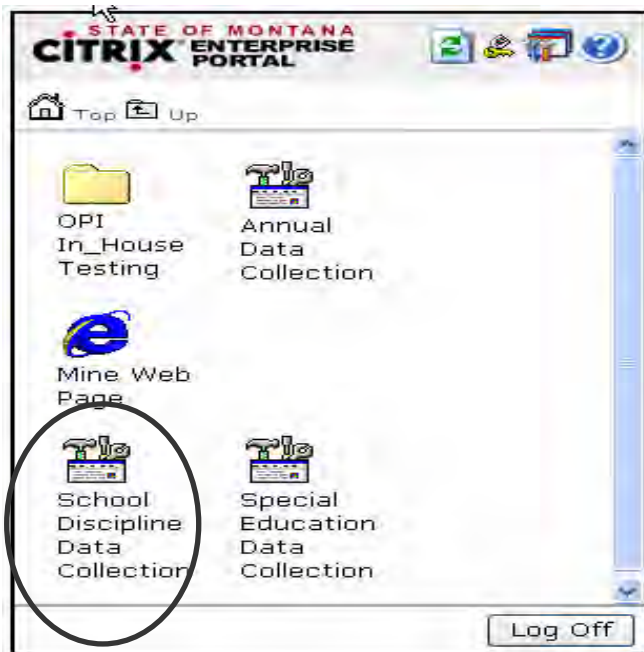 STATE OF MONTANA
CITRIX ENTERPRISE
PORTAL
Top Up
OPI
In_House
Testing
Annual
Data
Collection
Mine Web
Page
School
Discipline
Data
Collection
Special
Education
Data
Collection
Log Off